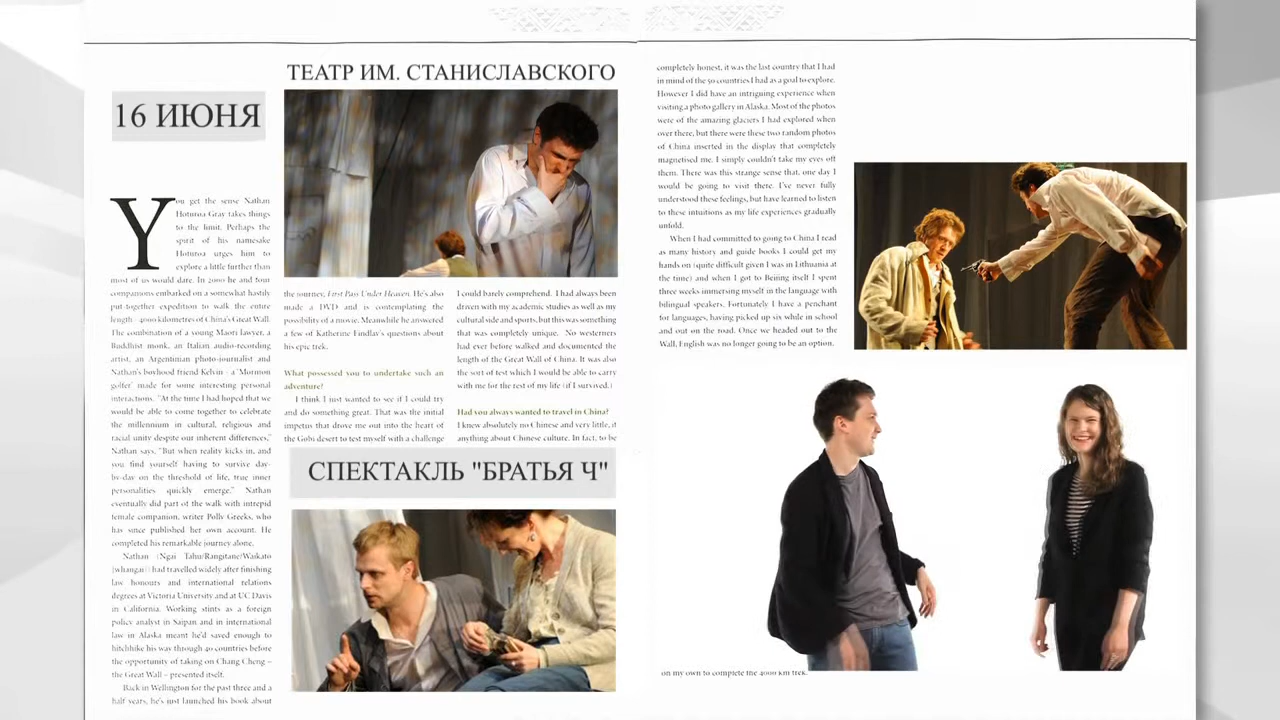 ТЕАТР ИМ. СТАНИСЛАВСКОГО
16 ИЮНЯ
You get the sense Nathan
Hoturoa Gray takes things
to the limit. Perhaps the
spirit of his namesake
Hoturoa urges him to
explore a little further than
most of us would dare. In 2000 he and four
companions embarked on a somewhat hastily
put together expedition to walk the entire
length - 4000 kilometres of China's Great Wall.
The combination of a young Maori lawyer, a
Buddhist monk, an Italian audio-recording
artist, an Argentinian photo-journalist and
Nathan's boyhood friend Kelvin - a 'Mormon
golfer' made for some interesting personal
interactions. "At the time I had hoped that we
would be able to come together to celebrate
the millennium in cultural, religious and
racial unity despite our inherent differences,"
Nathan says. "But when reality kicks in, and
you find yourself having to survive day-
by-day on the threshold of life, true inner
personalities quickly emerge." Nathan
eventually did part of the walk with intrepid
female companion, writer Polly Greeks, who
has since published her own account. He
completed his remarkable journey alone.
Nathan (Ngai Tahu/Rangitane/Waikato
[whangai]) had travelled widely after finishing
law honours and international relations
degrees at Victoria University and at UC Davis
in California. Working stints as a foreign
policy analyst in Saipan and in international
law in Alaska meant he'd saved enough to
hitchhike his way through 40 countries before
the opportunity of taking on Chang Cheng –
the Great Wall – presented itself.
Back in Wellington for the past three and a
half years, he's just launched his book about
the journey, First Pass Under Heaven. He's also
made a DVD and is contemplating the
possibility of a movie. Meanwhile he answered
a few of Katherine Findlay's questions about
his epic trek.
What possessed you to undertake such an
adventure?
I think I just wanted to see if I could try
and do something great. That was the initial
impetus that drove me out into the heart of
the Gobi desert to test myself with a challenge
I could barely comprehend. I had always been
driven with my academic studies as well as my
cultural side and sports, but this was something
that was completely unique. No westerners
had ever before walked and documented the
length of the Great Wall of China. It was also
the sort of test which I would be able to carry
with me for the rest of my life (if I survived.)
Had you always wanted to travel in China?
I knew absolutely no Chinese and very little, if
anything about Chinese culture. In fact, to be
СПЕКТАКЛЬ "БРАТЬЯ Ч"
completely honest, it was the last country that I had
in mind of the 50 countries I had as a goal to explore.
However I did have an intriguing experience when
visiting a photo gallery in Alaska. Most of the photos
were of the amazing glaciers I had explored when
over there, but there were these two random photos
of China inserted in the display that completely
magnetised me. I simply couldn't take my eyes off
them. There was this strange sense that, one day I
would be going to visit there. I've never fully
understood these feelings, but have learned to listen
to these intuitions as my life experiences gradually
unfold.
When I had committed to going to China I read
as many history and guide books I could get my
hands on (quite difficult given I was in Lithuania at
the time) and when I got to Beijing itself I spent
three weeks immersing myself in the language with
bilingual speakers. Fortunately I have a penchant
for languages, having picked up six while in school
and out on the road. Once we headed out to the
Wall, English was no longer going to be an option.
on my own to complete the 4000 km trek.